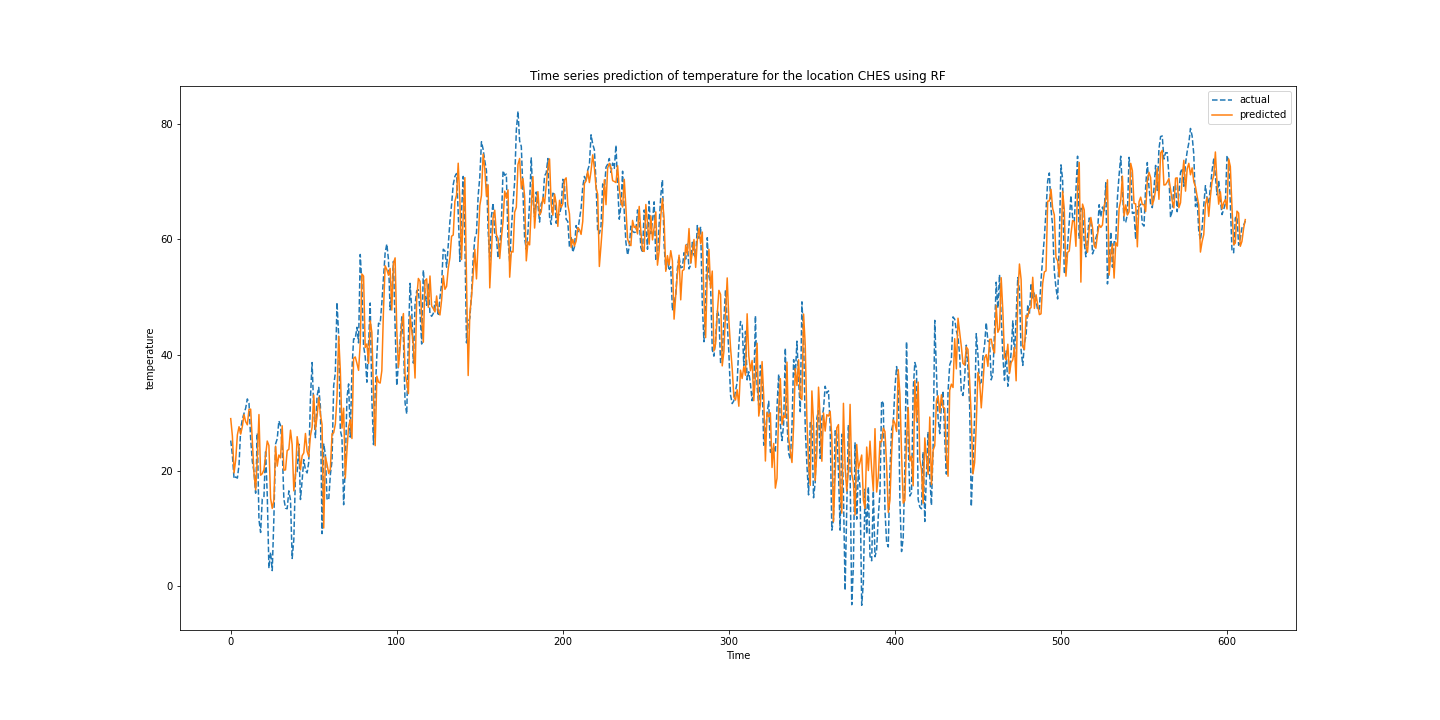 Time series prediction of temperature for the location CHES using RF
actual
predicted
80
60
40
20
0
temperature
0 100 200 300 400 500 600
Time